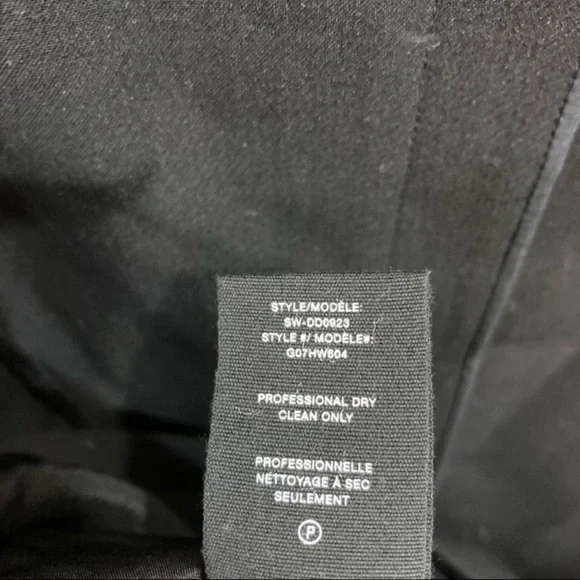 STYLE/MODÈLE:
SW-DD0923
STYLE #/ MODÈLE#:
G07HW604
PROFESSIONAL DRY
CLEAN ONLY
PROFESSIONNELLE
NETTOYAGE À SEC
SEULEMENT
P